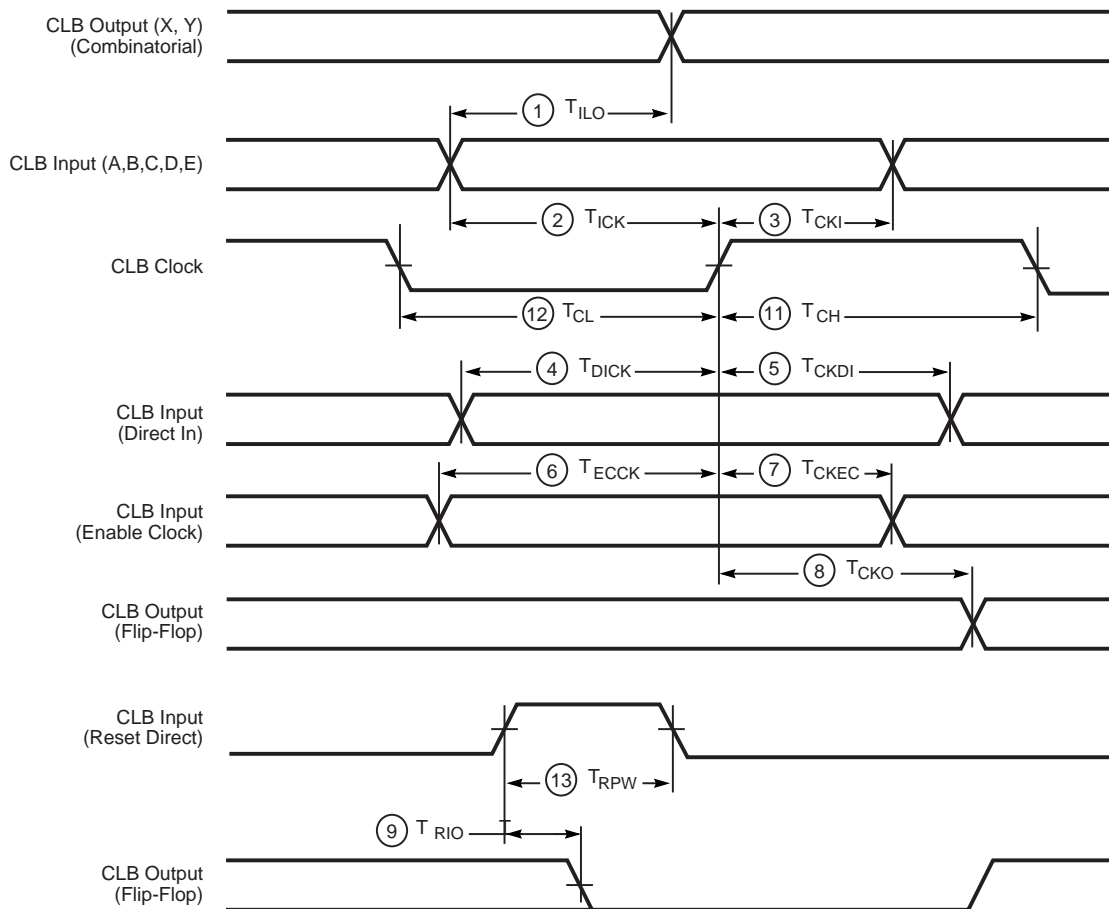 CLB Output (X, Y)
(Combinatorial)
1 TILO
CLB Input (A,B,C,D,E)
2 TICK
3 TCKI
CLB Clock
12 TCL
11 TCH
4 TDICK
5 TCKDI
CLB Input
(Direct In)
6 TECCK
7 TCKEC
CLB Input
(Enable Clock)
8 TCKO
CLB Output
(Flip-Flop)
CLB Input
(Reset Direct)
13 TRPW
9 T RIO
CLB Output
(Flip-Flop)